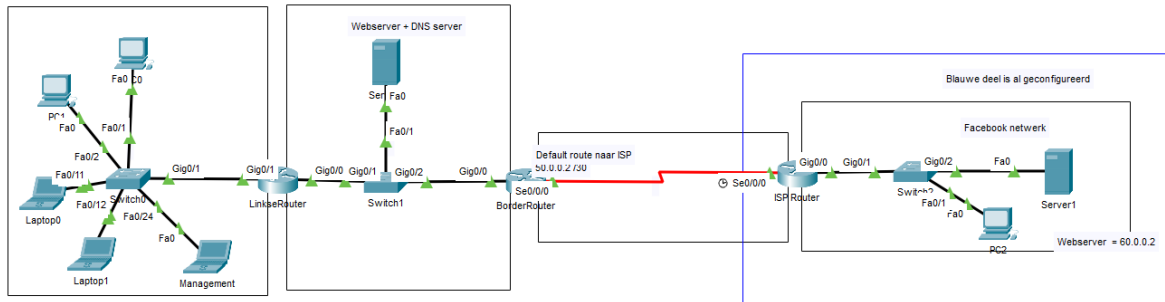 Webserver + DNS server
Blauwe deel is al geconfigureerd
Facebook netwerk
Default route naar ISP
50.0.0.2 /30
Fa0
PC1
Fa0
Fa0/1
Fa0/2
Fa0/11
Fa0/12
Fa0/24
Fa0
Gig0/1
Switch0
Laptop0
Laptop1
Management
Gig0/1
LinkseRouter
Gig0/0
Gig0/1
Switch1
Fa0
Fa0/1
Gig0/2
Gig0/0
Se0/0/0
BorderRouter
Se0/0/0
ISP Router
Gig0/0
Gig0/1
Gig0/2
Fa0/1
Fa0
Fa0
Server1
PC2
Webserver = 60.0.0.2